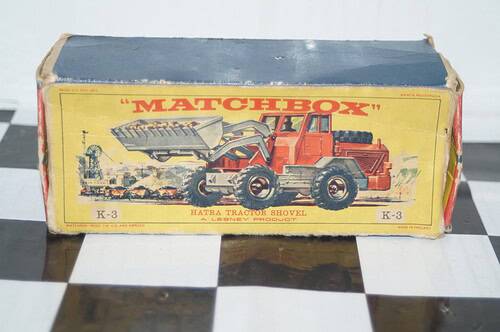 "MATCHBOX"
K-3
HATRA TRACTOR SHOVEL
A LESNEY PRODUCT
K-3